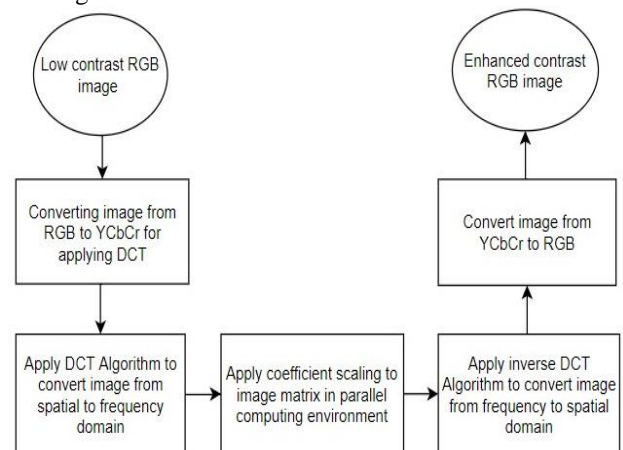 Low contrast RGB
image
Converting image from
RGB to YCbCr for
applying DCT
Apply DCT Algorithm to
convert image from
spatial to frequency
domain
Apply coefficient scaling to
image matrix in parallel
computing environment
Apply inverse DCT
Algorithm to convert image
from frequency to spatial
domain
Convert image from
YCbCr to RGB
Enhanced contrast
RGB image